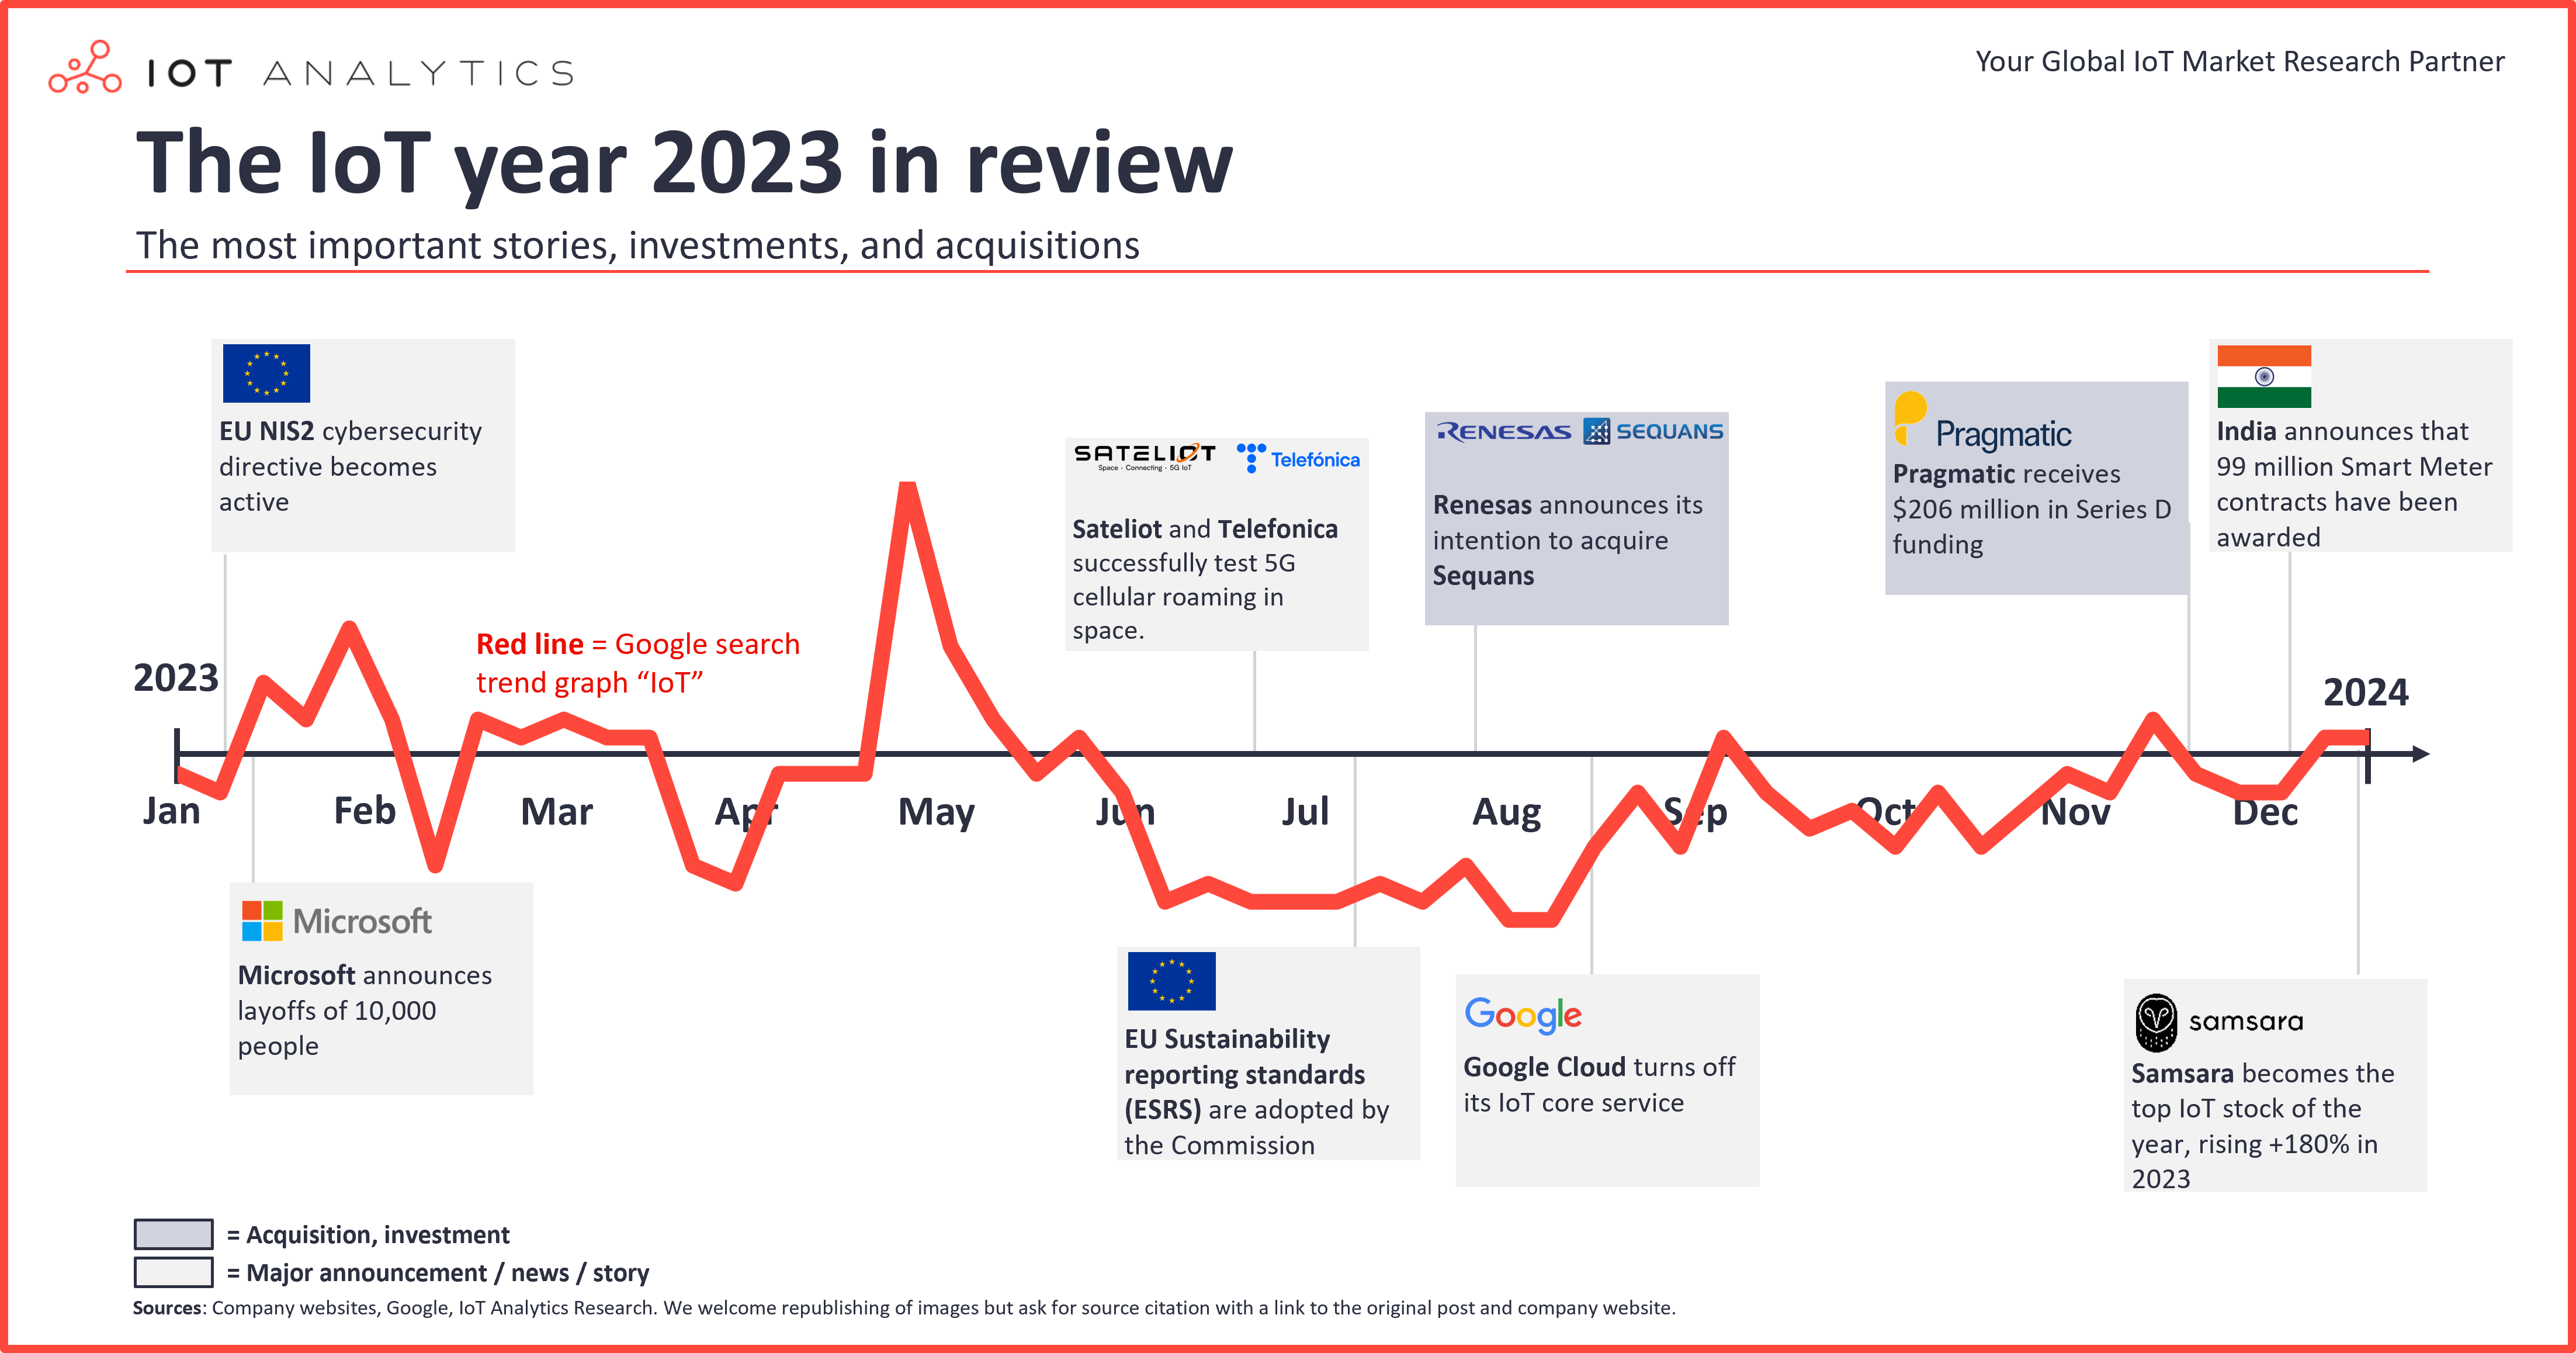 IOT ANALYTICS
Your Global IoT Market Research Partner
The IoT year 2023 in review
The most important stories, investments, and acquisitions
EU NIS2 cybersecurity
directive becomes
active
SATELIOT
Space · Connecting · 5G IoT
Telefónica
Sateliot and Telefonica
successfully test 5G
cellular roaming in
space.
RENESAS
SEQUANS
Renesas announces its
intention to acquire
Sequans
Pragmatic
Pragmatic receives
$206 million in Series D
funding
India announces that
99 million Smart Meter
contracts have been
awarded
Red line = Google search
trend graph “IoT”
2023
2024
Jan
Feb
Mar
Apr
May
Jun
Jul
Aug
Sep
Oct
Nov
Dec
Microsoft
Microsoft announces
layoffs of 10,000
people
EU Sustainability
reporting standards
(ESRS) are adopted by
the Commission
Google
Google Cloud turns off
its IoT core service
samsara
Samsara becomes the
top IoT stock of the
year, rising +180% in
2023
= Acquisition, investment
= Major announcement / news / story
Sources: Company websites, Google, IoT Analytics Research. We welcome republishing of images but ask for source citation with a link to the original post and company website.